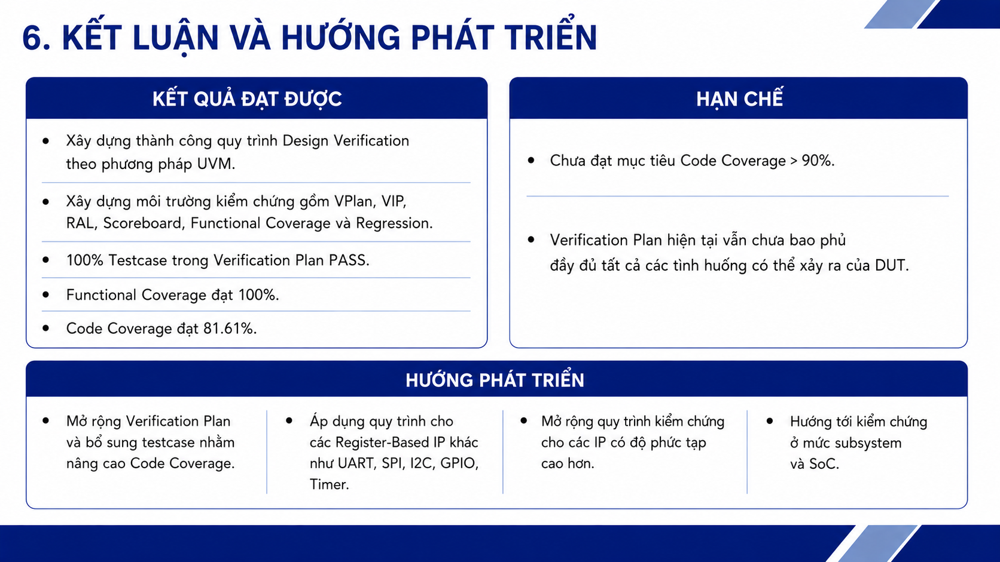 6. KẾT LUẬN VÀ HƯỚNG PHÁT TRIỂN
KẾT QUẢ ĐẠT ĐƯỢC
Xây dựng thành công quy trình Design Verification
theo phương pháp UVM.
Xây dựng môi trường kiểm chứng gồm VPlan, VIP,
RAL, Scoreboard, Functional Coverage và Regression.
100% Testcase trong Verification Plan PASS.
Functional Coverage đạt 100%.
Code Coverage đạt 81.61%.
HẠN CHẾ
Chưa đạt mục tiêu Code Coverage > 90%.
Verification Plan hiện tại vẫn chưa bao phủ
đầy đủ tất cả các tình huống có thể xảy ra của DUT.
HƯỚNG PHÁT TRIỂN
Mở rộng Verification Plan
và bổ sung testcase nhằm
nâng cao Code Coverage.
Áp dụng quy trình cho
các Register-Based IP khác
như UART, SPI, I2C, GPIO,
Timer.
Mở rộng quy trình kiểm chứng
cho các IP có độ phức tạp
cao hơn.
Hướng tới kiểm chứng
ở mức subsystem
và SoC.